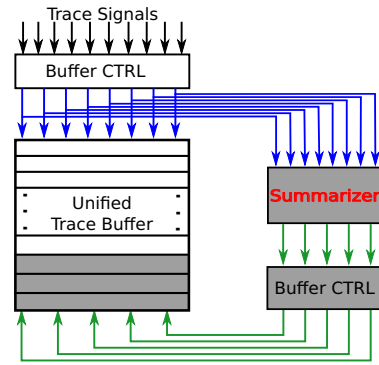 Trace Signals
Buffer CTRL
Unified
Trace Buffer
Summarizer
Buffer CTRL